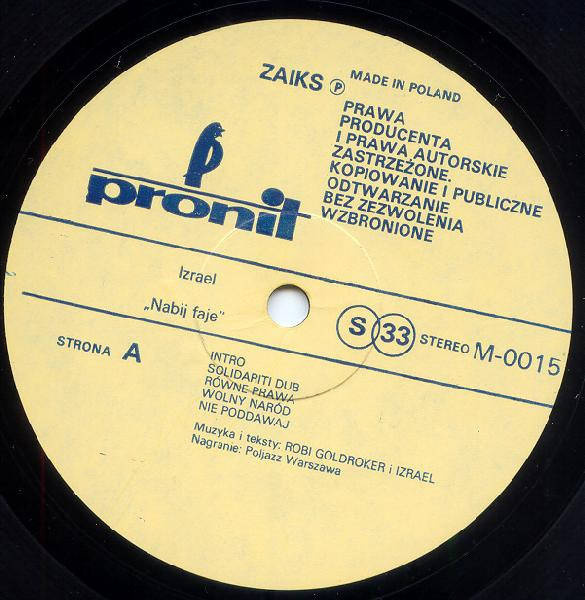 ZAIKS P MADE IN POLAND
PRAWA
PRODUCENTA
I PRAWA AUTORSKIE
ZASTRZEŻONE.
KOPIOWANIE I PUBLICZNE
ODTWARZANIE
BEZ ZEZWOLENIA
WZBRONIONE
pronit
Izrael
„Nabij faje"
S 33 STEREO M-0015
STRONA A
INTRO
SOLIDAPITI DUB
RÓWNE PRAWA
WOLNY NARÓD
NIE PODDAWAJ
Muzyka i teksty: ROBI GOLDROKER i IZRAEL
Nagranie: Poljazz Warszawa